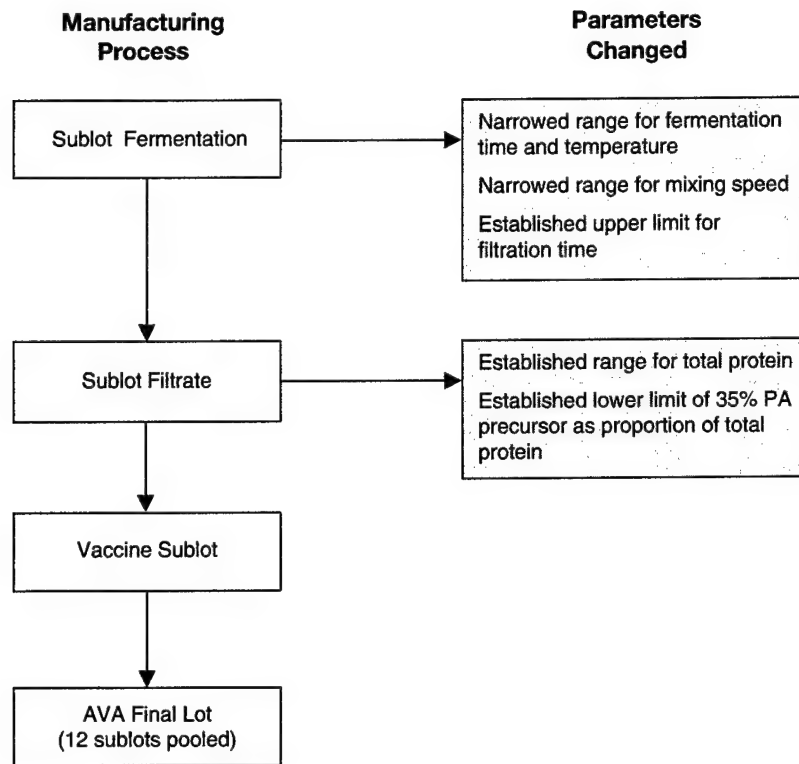 Manufacturing
Process
Parameters
Changed
Sublot Fermentation
Narrowed range for fermentation
time and temperature
Narrowed range for mixing speed
Established upper limit for
filtration time
Sublot Filtrate
Established range for total protein
Established lower limit of 35% PA
precursor as proportion of total
protein
Vaccine Sublot
AVA Final Lot
(12 sublots pooled)